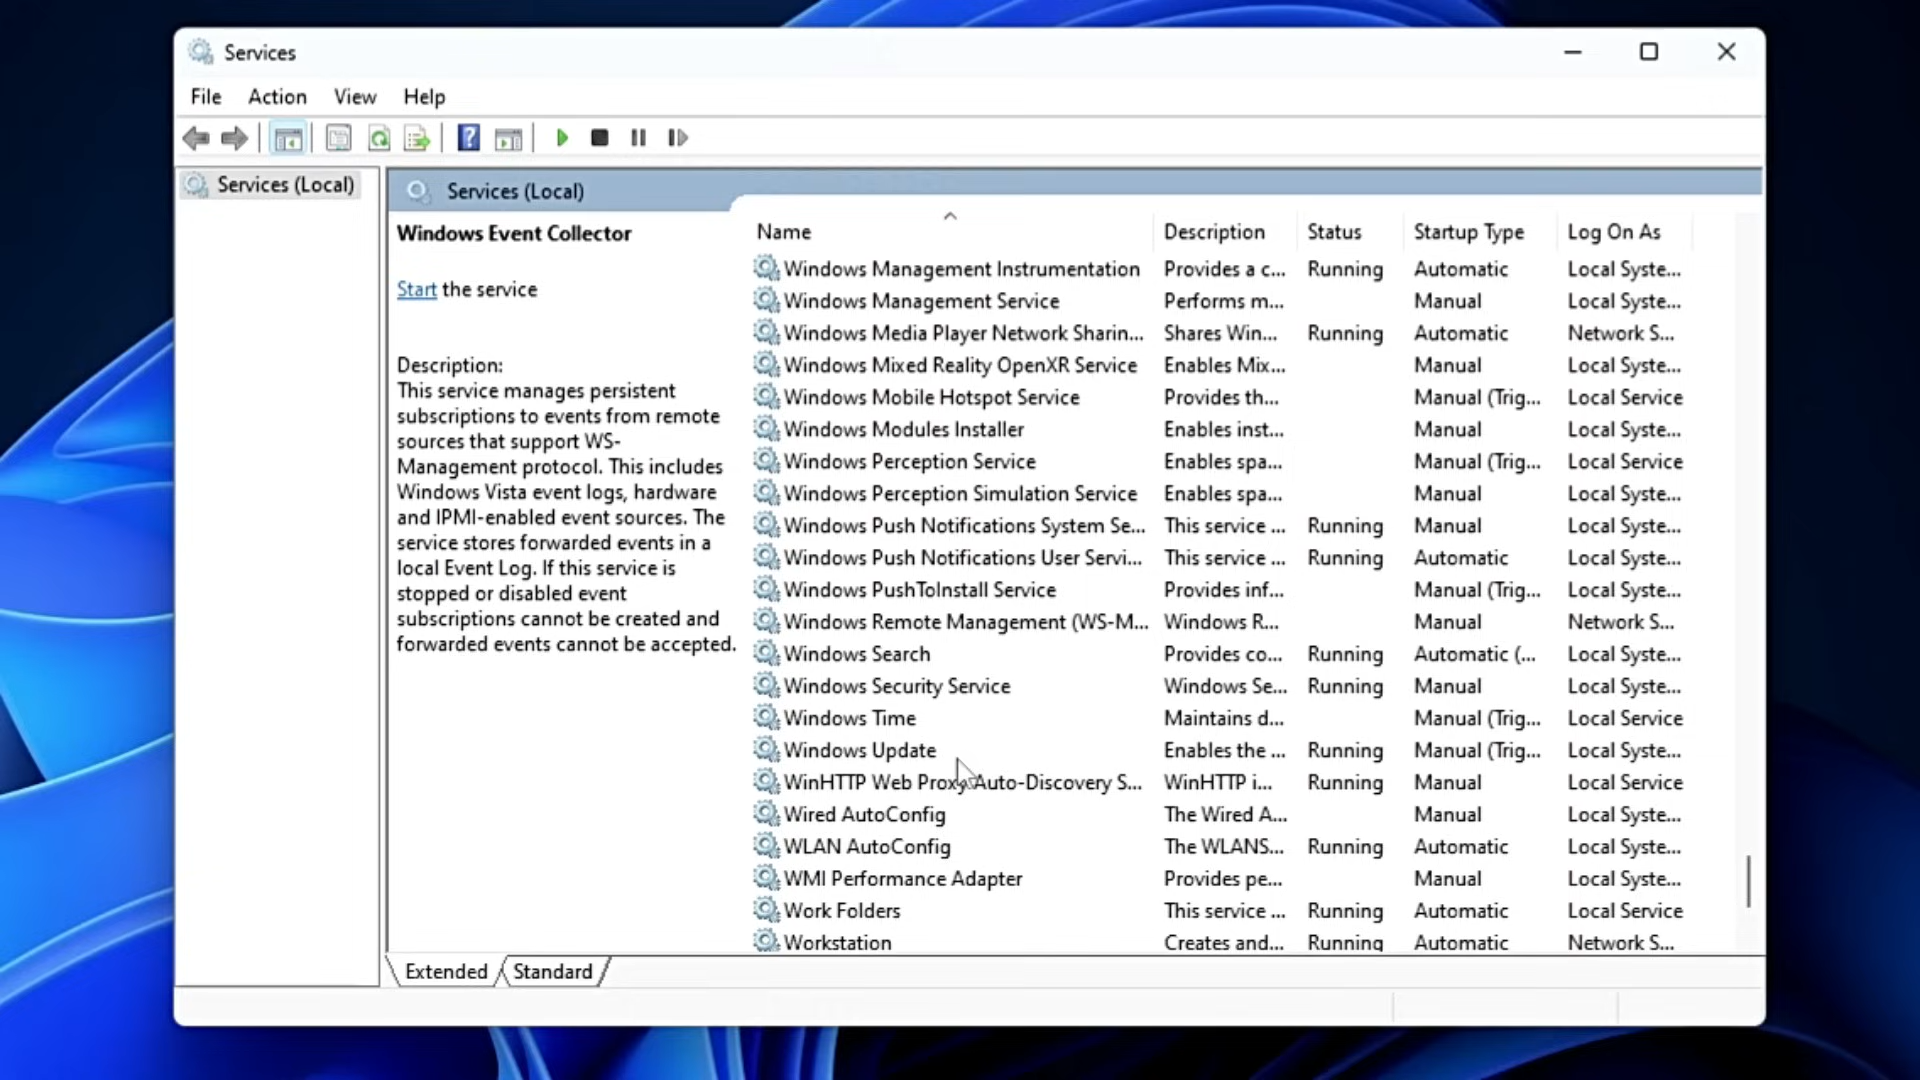 Services
File Action View Help
Services (Local)
Services (Local)
Windows Event Collector
Start the service
Description:
This service manages persistent
subscriptions to events from remote
sources that support WS-
Management protocol. This includes
Windows Vista event logs, hardware
and IPMI-enabled event sources. The
service stores forwarded events in a
local Event Log. If this service is
stopped or disabled event
subscriptions cannot be created and
forwarded events cannot be accepted.
Name Description Status Startup Type Log On As
Windows Management Instrumentation Provides a c... Running Automatic Local Syste...
Windows Management Service Performs m... Manual Local Syste...
Windows Media Player Network Sharin... Shares Win... Running Automatic Network S...
Windows Mixed Reality OpenXR Service Enables Mix... Manual Local Syste...
Windows Mobile Hotspot Service Provides th... Manual (Trig... Local Service
Windows Modules Installer Enables inst... Manual Local Syste...
Windows Perception Service Enables spa... Manual (Trig... Local Service
Windows Perception Simulation Service Enables spa... Manual Local Syste...
Windows Push Notifications System Se... This service ... Running Manual Local Syste...
Windows Push Notifications User Servi... This service ... Running Automatic Local Syste...
Windows PushToInstall Service Provides inf... Manual (Trig... Local Syste...
Windows Remote Management (WS-M... Windows R... Manual Network S...
Windows Search Provides co... Running Automatic (... Local Syste...
Windows Security Service Windows Se... Running Manual Local Syste...
Windows Time Maintains d... Manual (Trig... Local Service
Windows Update Enables the ... Running Manual (Trig... Local Syste...
WinHTTP Web Proxy Auto-Discovery S... WinHTTP i... Running Manual Local Service
Wired AutoConfig The Wired A... Manual Local Syste...
WLAN AutoConfig The WLANS... Running Automatic Local Syste...
WMI Performance Adapter Provides pe... Manual Local Syste...
Work Folders This service ... Running Automatic Local Service
Workstation Creates and... Running Automatic Network S...
Extended Standard